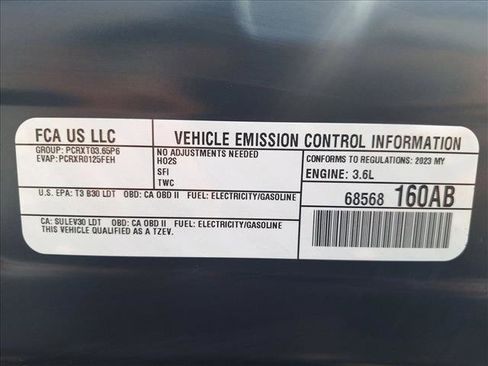 FCA US LLC
GROUP: PCRXT03.65P6
EVAP: PCRXR0125FEH
VEHICLE EMISSION CONTROL INFORMATION
NO ADJUSTMENTS NEEDED
HO2S
SFI
TWC
CONFORMS TO REGULATIONS: 2023 MY
ENGINE: 3.6L
U.S. EPA: T3 B30 LDT OBD: CA OBD II FUEL: ELECTRICITY/GASOLINE
68568 160AB
CA: SULEV30 LDT OBD: CA OBD II FUEL: ELECTRICITY/GASOLINE
THIS VEHICLE QUALIFIED AS A TZEV.